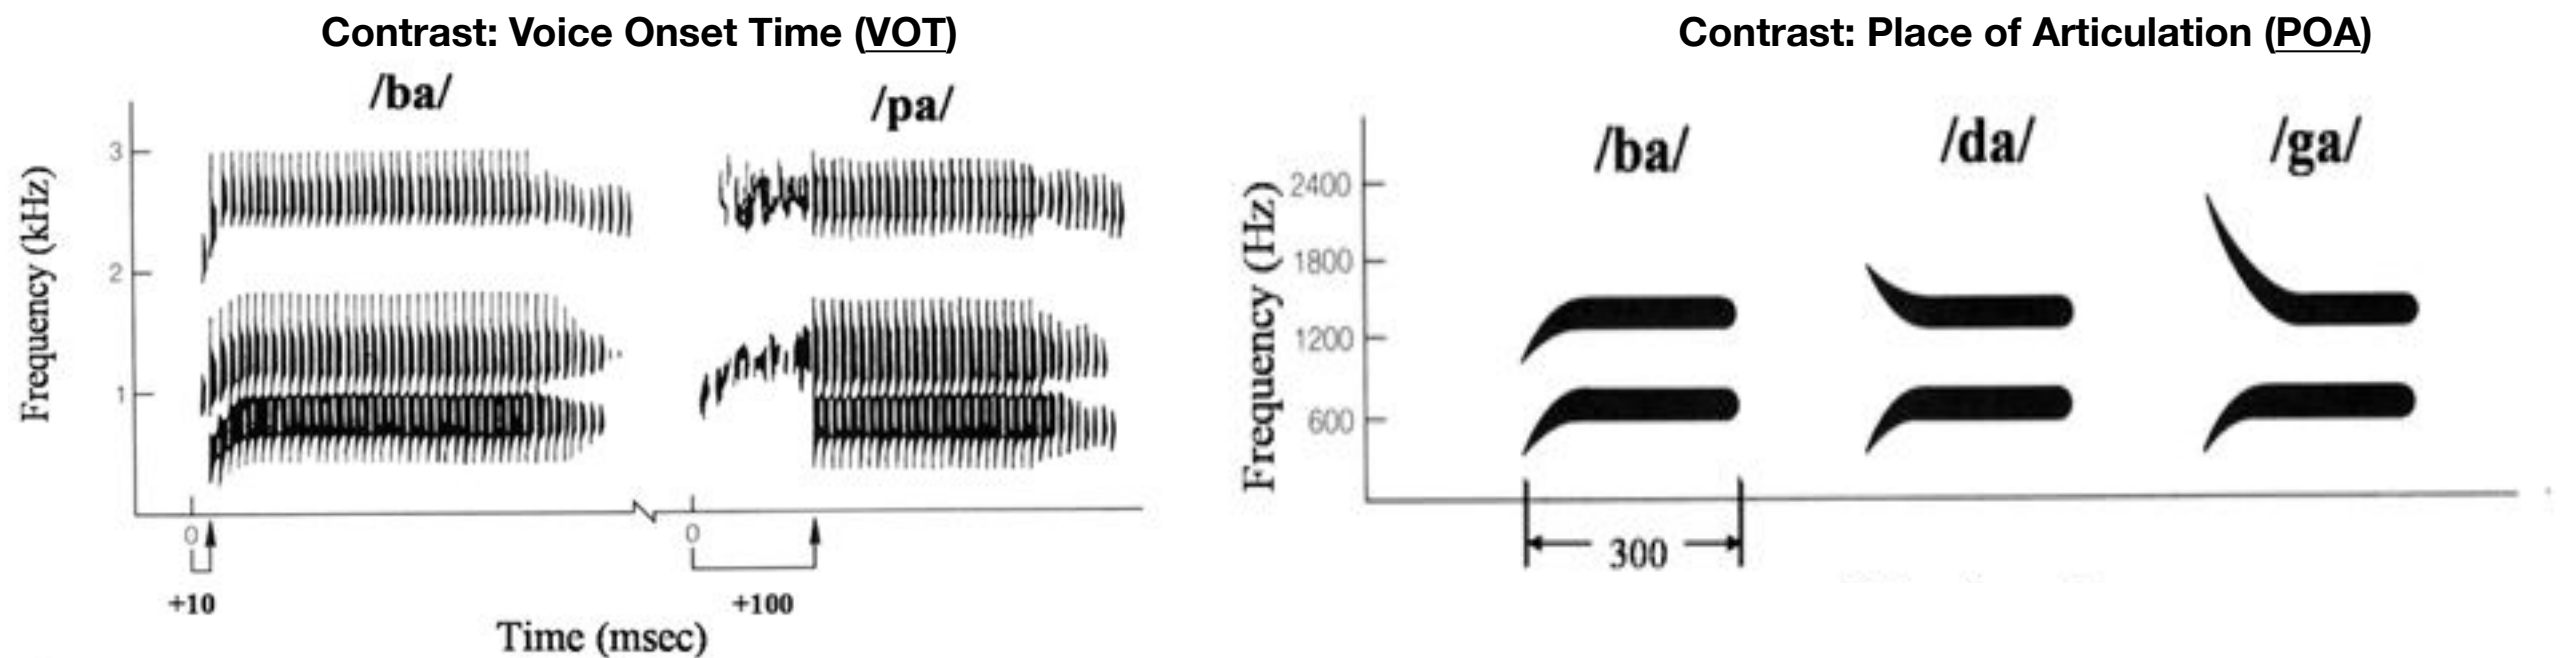 Contrast: Voice Onset Time (VOT)
/ba/
/pa/
Frequency (kHz)
3
2
1
0
0
+10
+100
Time (msec)
Contrast: Place of Articulation (POA)
/ba/
/da/
/ga/
Frequency (Hz)
2400
1800
1200
600
300